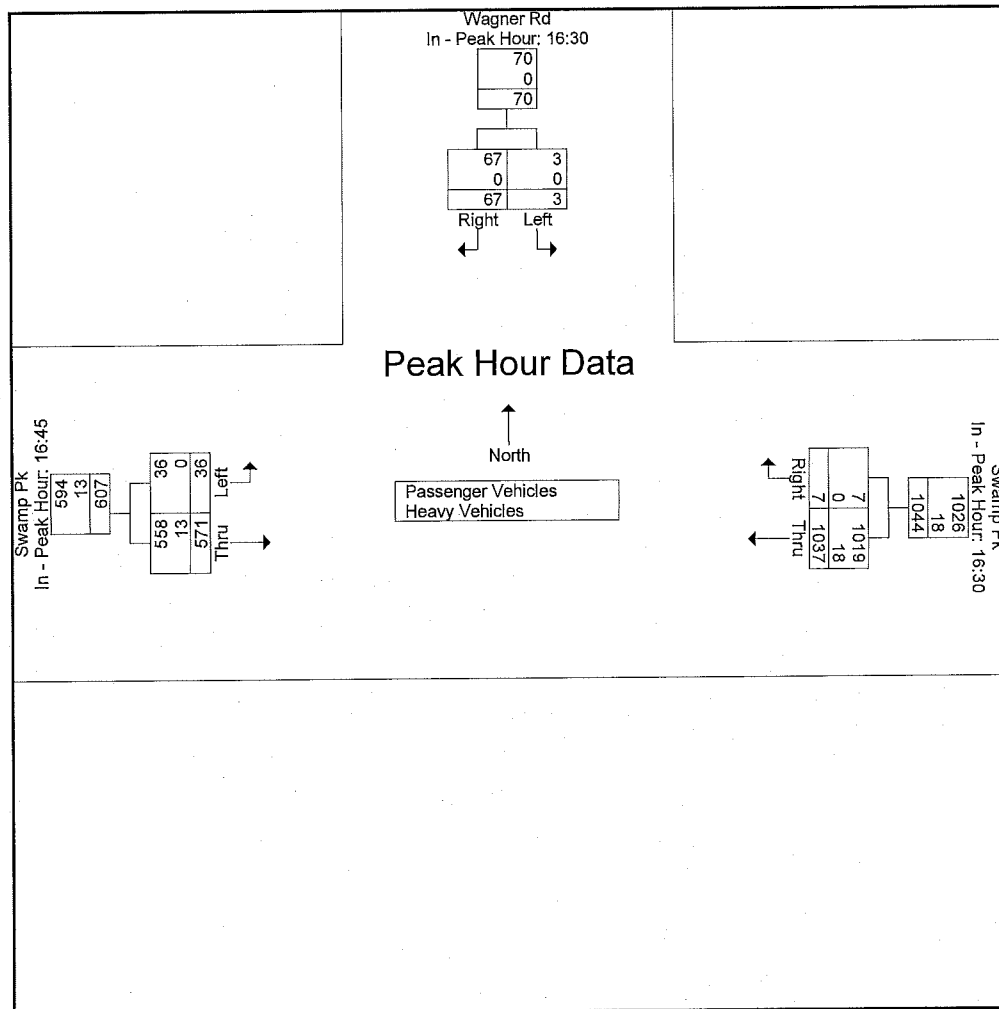 Wagner Rd
In - Peak Hour: 16:30
70
0
70
67 3
0 0
67 3
Right Left
Peak Hour Data
North
Passenger Vehicles
Heavy Vehicles
Swamp Pk
In - Peak Hour: 16:45
594
13
607
36 558
0 13
36 571
Left Thru
Swamp Pk
In - Peak Hour: 16:30
1026
18
1044
7 1019
0 18
7 1037
Right Thru